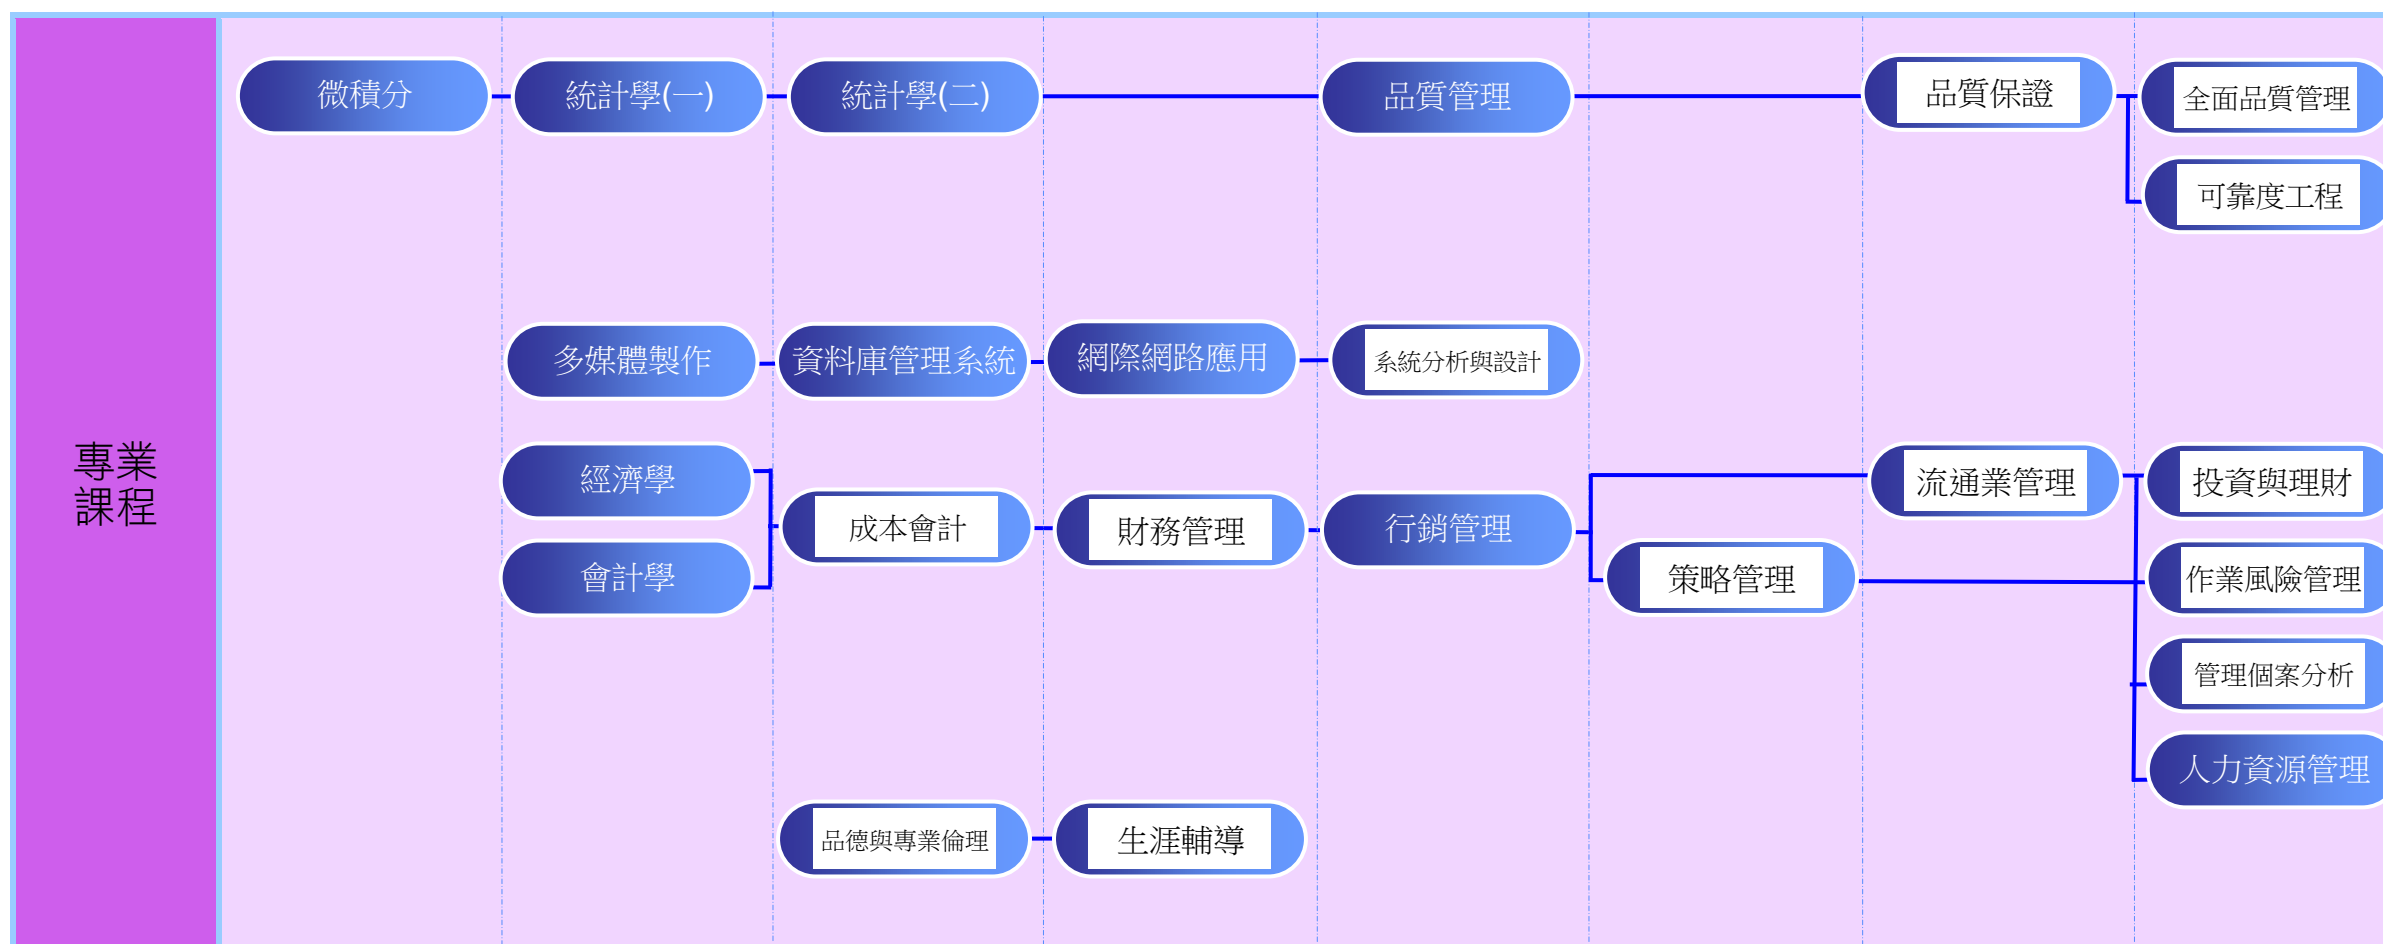 專業
課程
微積分
統計學(一)
統計學(二)
品質管理
品質保證
全面品質管理
可靠度工程
多媒體製作
資料庫管理系統
網際網路應用
系統分析與設計
經濟學
會計學
成本會計
財務管理
行銷管理
策略管理
流通業管理
投資與理財
作業風險管理
管理個案分析
人力資源管理
品德與專業倫理
生涯輔導